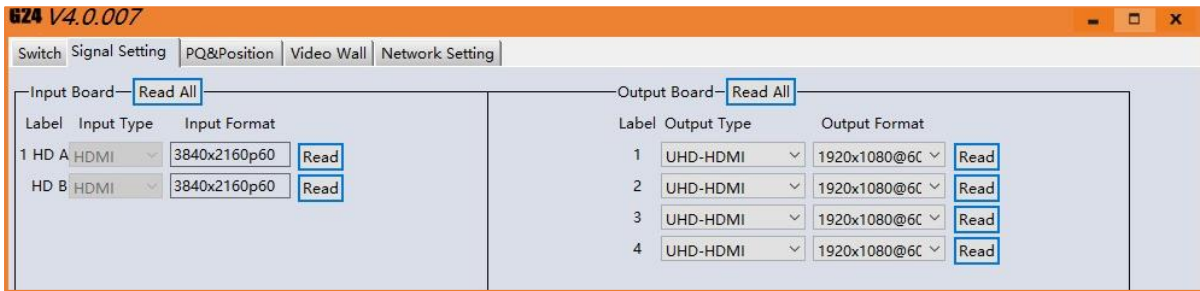 G24 V4.0.007
Switch Signal Setting PQ&Position Video Wall Network Setting
Input Board Read All Output Board Read All
Label Input Type Input Format Label Output Type Output Format
1 HD A HDMI 3840x2160p60 Read 1 UHD-HDMI 1920x1080@60 Read
HD B HDMI 3840x2160p60 Read 2 UHD-HDMI 1920x1080@60 Read
3 UHD-HDMI 1920x1080@60 Read
4 UHD-HDMI 1920x1080@60 Read